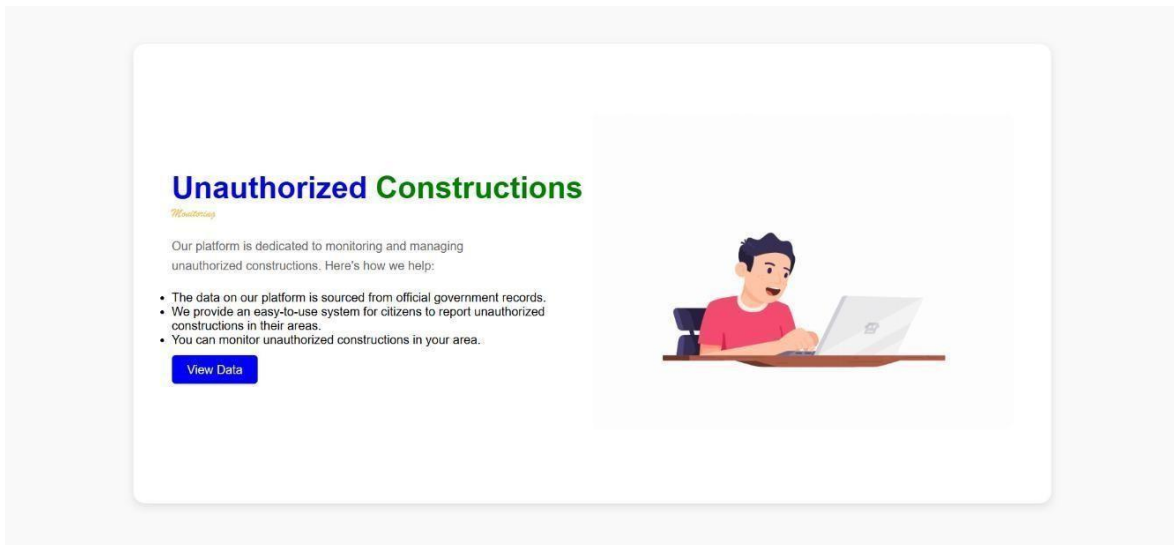 Unauthorized Constructions
Monitoring
Our platform is dedicated to monitoring and managing
unauthorized constructions. Here's how we help:
• The data on our platform is sourced from official government records.
• We provide an easy-to-use system for citizens to report unauthorized
constructions in their areas.
• You can monitor unauthorized constructions in your area.
View Data